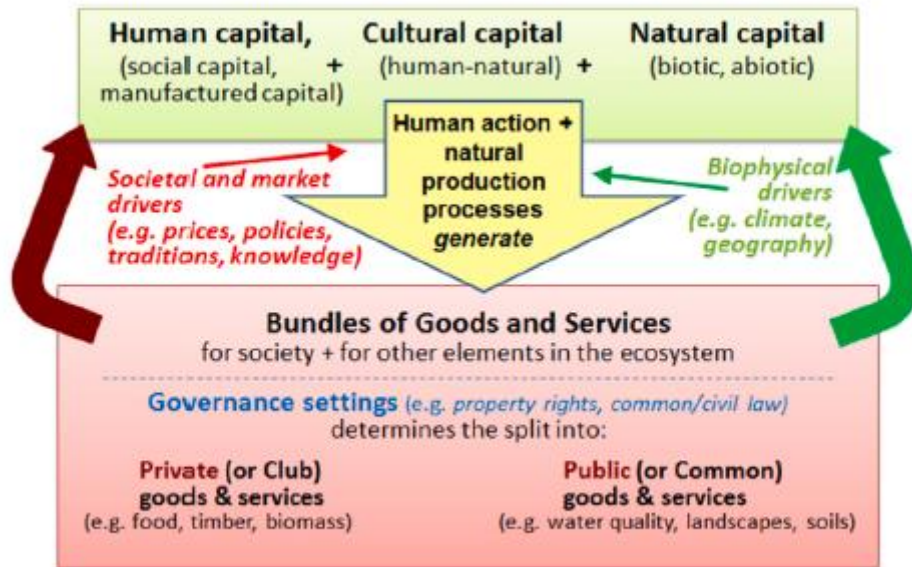 Human capital,
(social capital,
manufactured capital)
+
Cultural capital
(human-natural)
+
Natural capital
(biotic, abiotic)
Human action +
natural
production
processes
generate
Societal and market
drivers
(e.g. prices, policies,
traditions, knowledge)
Biophysical
drivers
(e.g. climate,
geography)
Bundles of Goods and Services
for society + for other elements in the ecosystem
Governance settings (e.g. property rights, common/civil law)
determines the split into:
Private (or Club)
goods & services
(e.g. food, timber, biomass)
Public (or Common)
goods & services
(e.g. water quality, landscapes, soils)